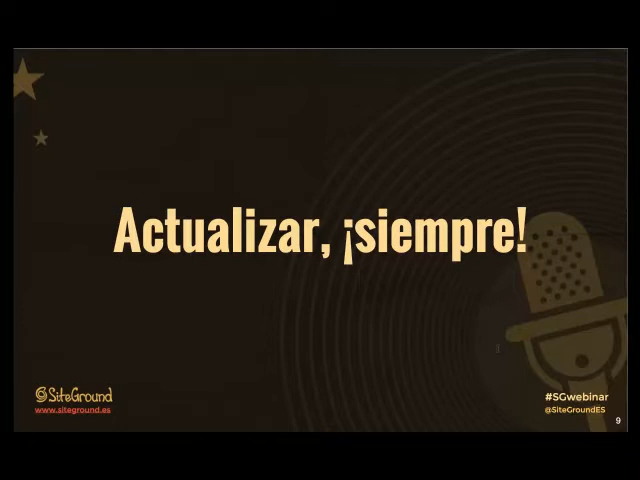 Actualizar, ¡siempre!
SiteGround
www.siteground.es
#SGwebinar
@SiteGroundES
9